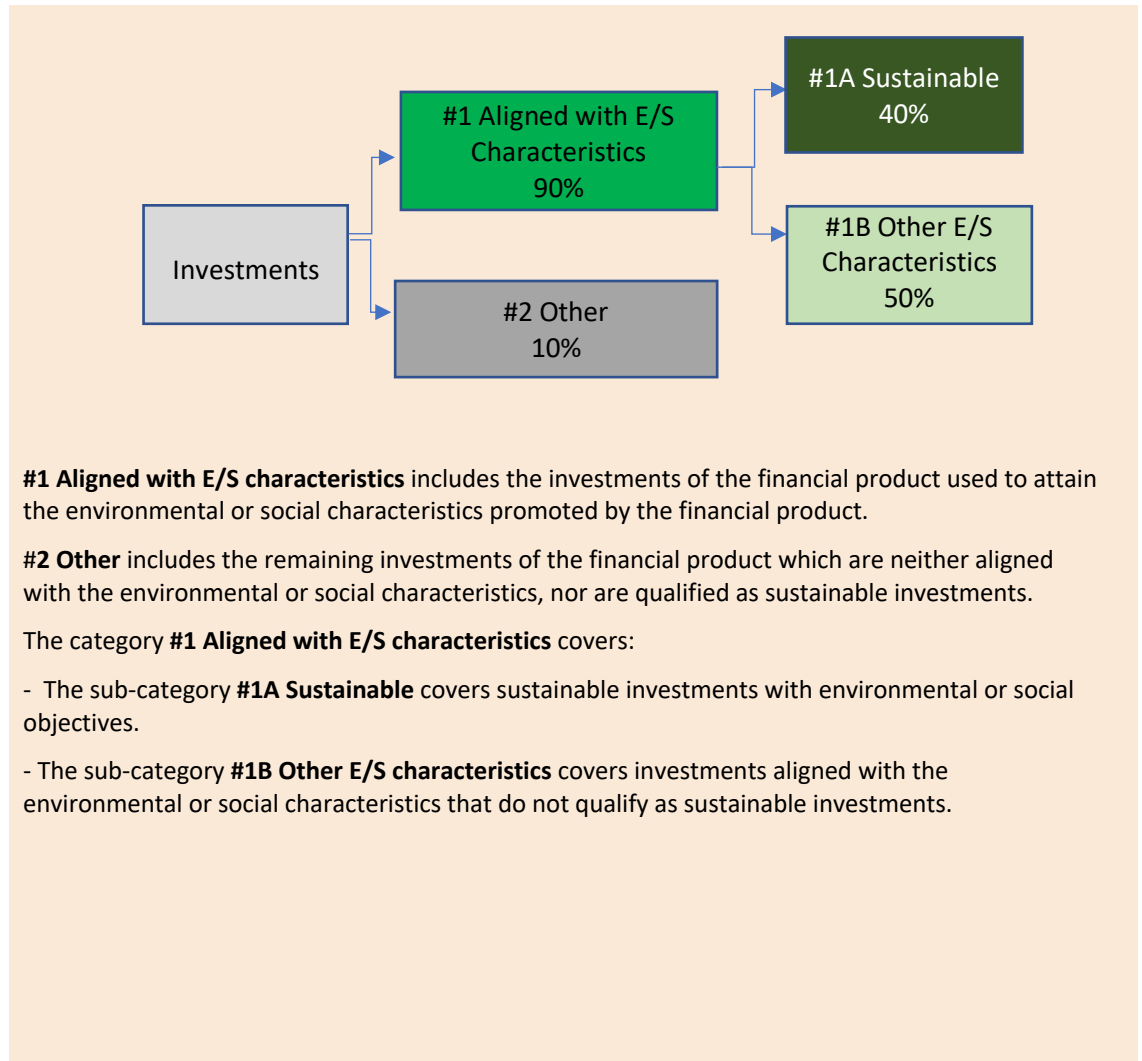 #1A Sustainable
40%
#1 Aligned with E/S
Characteristics
90%
#1B Other E/S
Characteristics
50%
Investments
#2 Other
10%
#1 Aligned with E/S characteristics includes the investments of the financial product used to attain
the environmental or social characteristics promoted by the financial product.
#2 Other includes the remaining investments of the financial product which are neither aligned
with the environmental or social characteristics, nor are qualified as sustainable investments.
The category #1 Aligned with E/S characteristics covers:
- The sub-category #1A Sustainable covers sustainable investments with environmental or social
objectives.
- The sub-category #1B Other E/S characteristics covers investments aligned with the
environmental or social characteristics that do not qualify as sustainable investments.